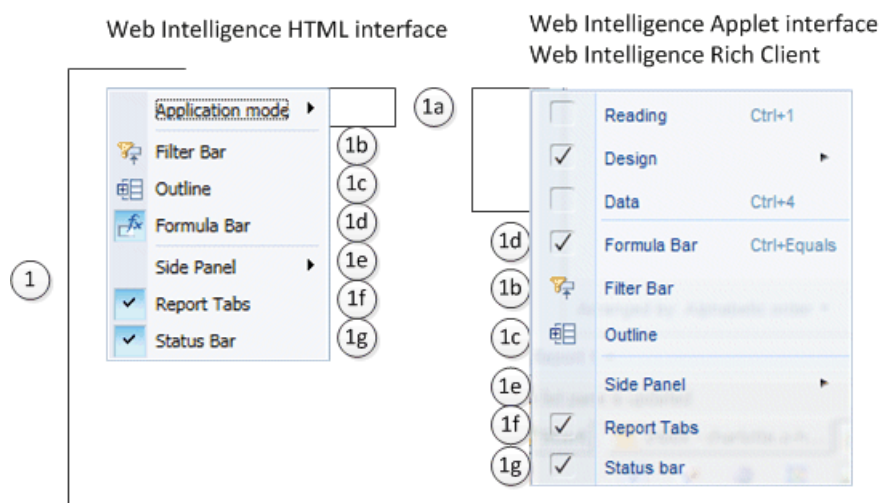 Web Intelligence HTML interface
Web Intelligence Applet interface
Web Intelligence Rich Client
1
Application mode
1a
Filter Bar
1b
Outline
1c
Formula Bar
1d
Side Panel
1e
Report Tabs
1f
Status Bar
1g
Reading Ctrl+1
Design
Data Ctrl+4
1d
Formula Bar Ctrl+Equals
1b
Filter Bar
1c
Outline
1e
Side Panel
1f
Report Tabs
1g
Status bar